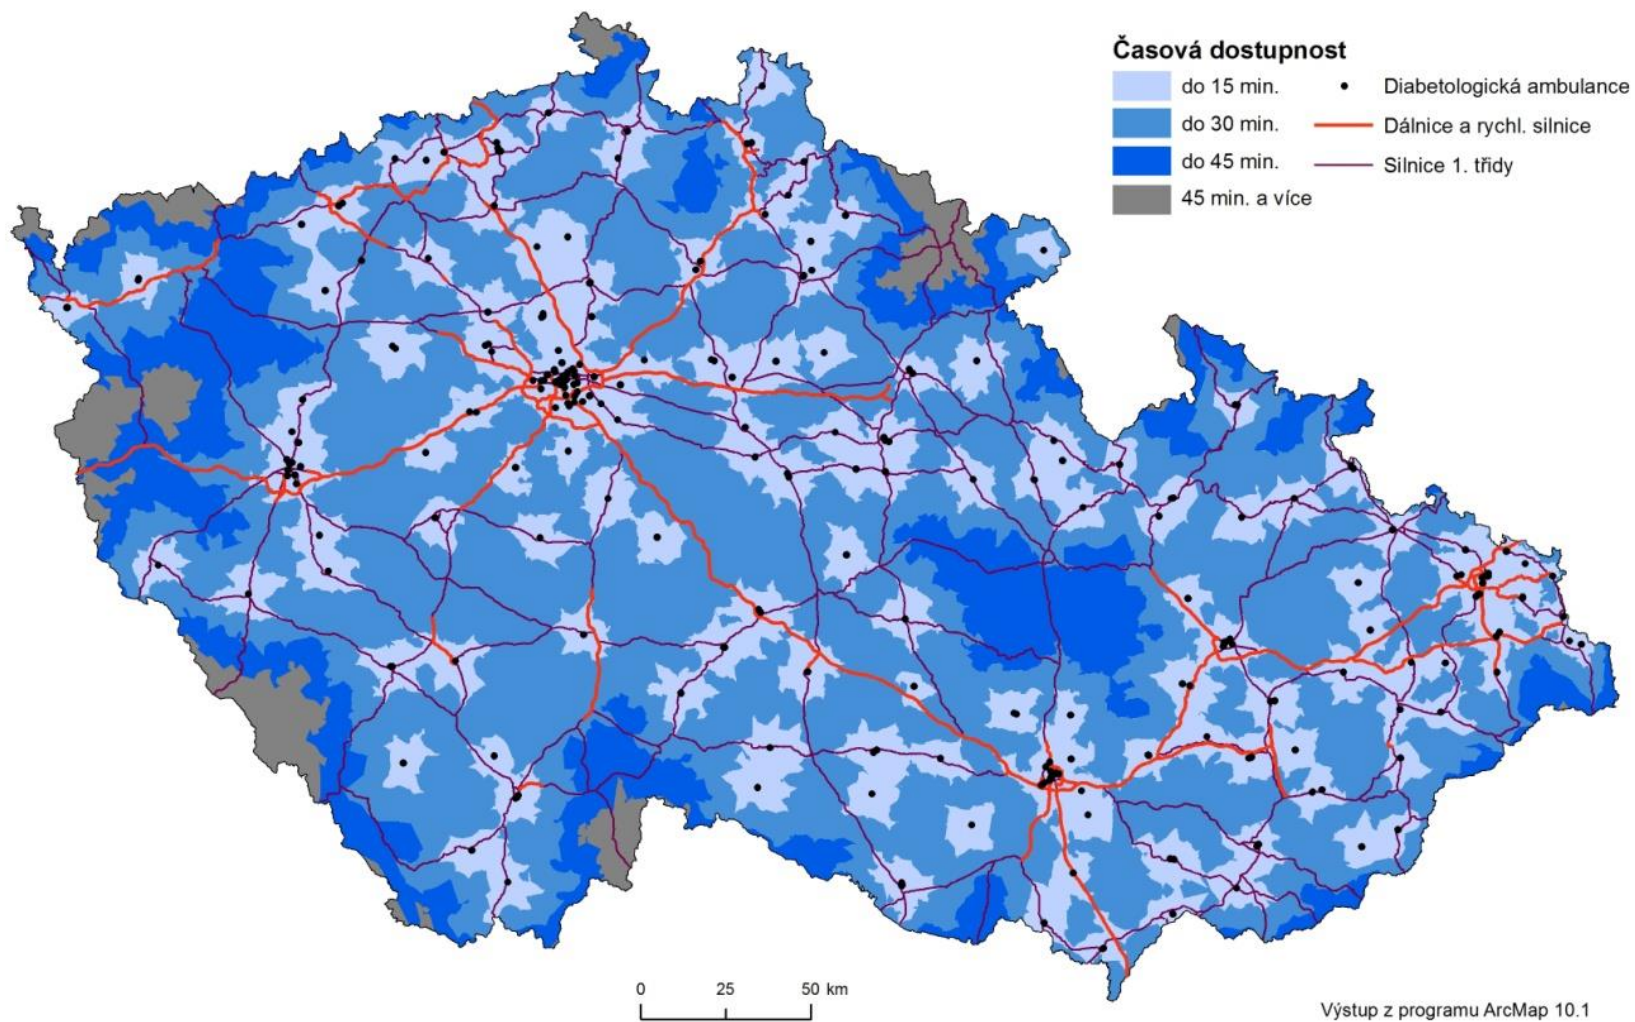 Časová dostupnost
do 15 min.
Diabetologická ambulance
do 30 min.
Dálnice a rychl. silnice
do 45 min.
Silnice 1. třídy
45 min. a více
0 25 50 km
Výstup z programu ArcMap 10.1